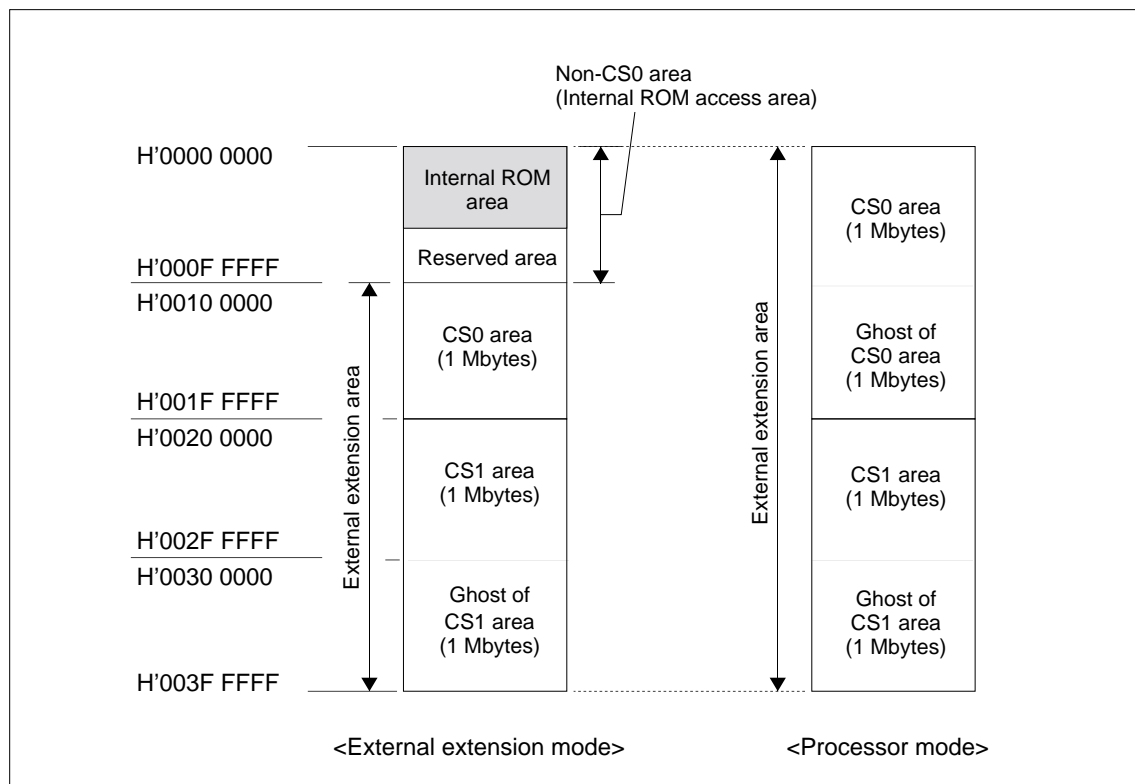 Non-CS0 area
(Internal ROM access area)
H'0000 0000
Internal ROM
area
CS0 area
(1 Mbytes)
Reserved area
H'000F FFFF
H'0010 0000
CS0 area
(1 Mbytes)
Ghost of
CS0 area
(1 Mbytes)
External extension area
External extension area
H'001F FFFF
H'0020 0000
CS1 area
(1 Mbytes)
CS1 area
(1 Mbytes)
H'002F FFFF
H'0030 0000
Ghost of
CS1 area
(1 Mbytes)
Ghost of
CS1 area
(1 Mbytes)
H'003F FFFF
<External extension mode>
<Processor mode>